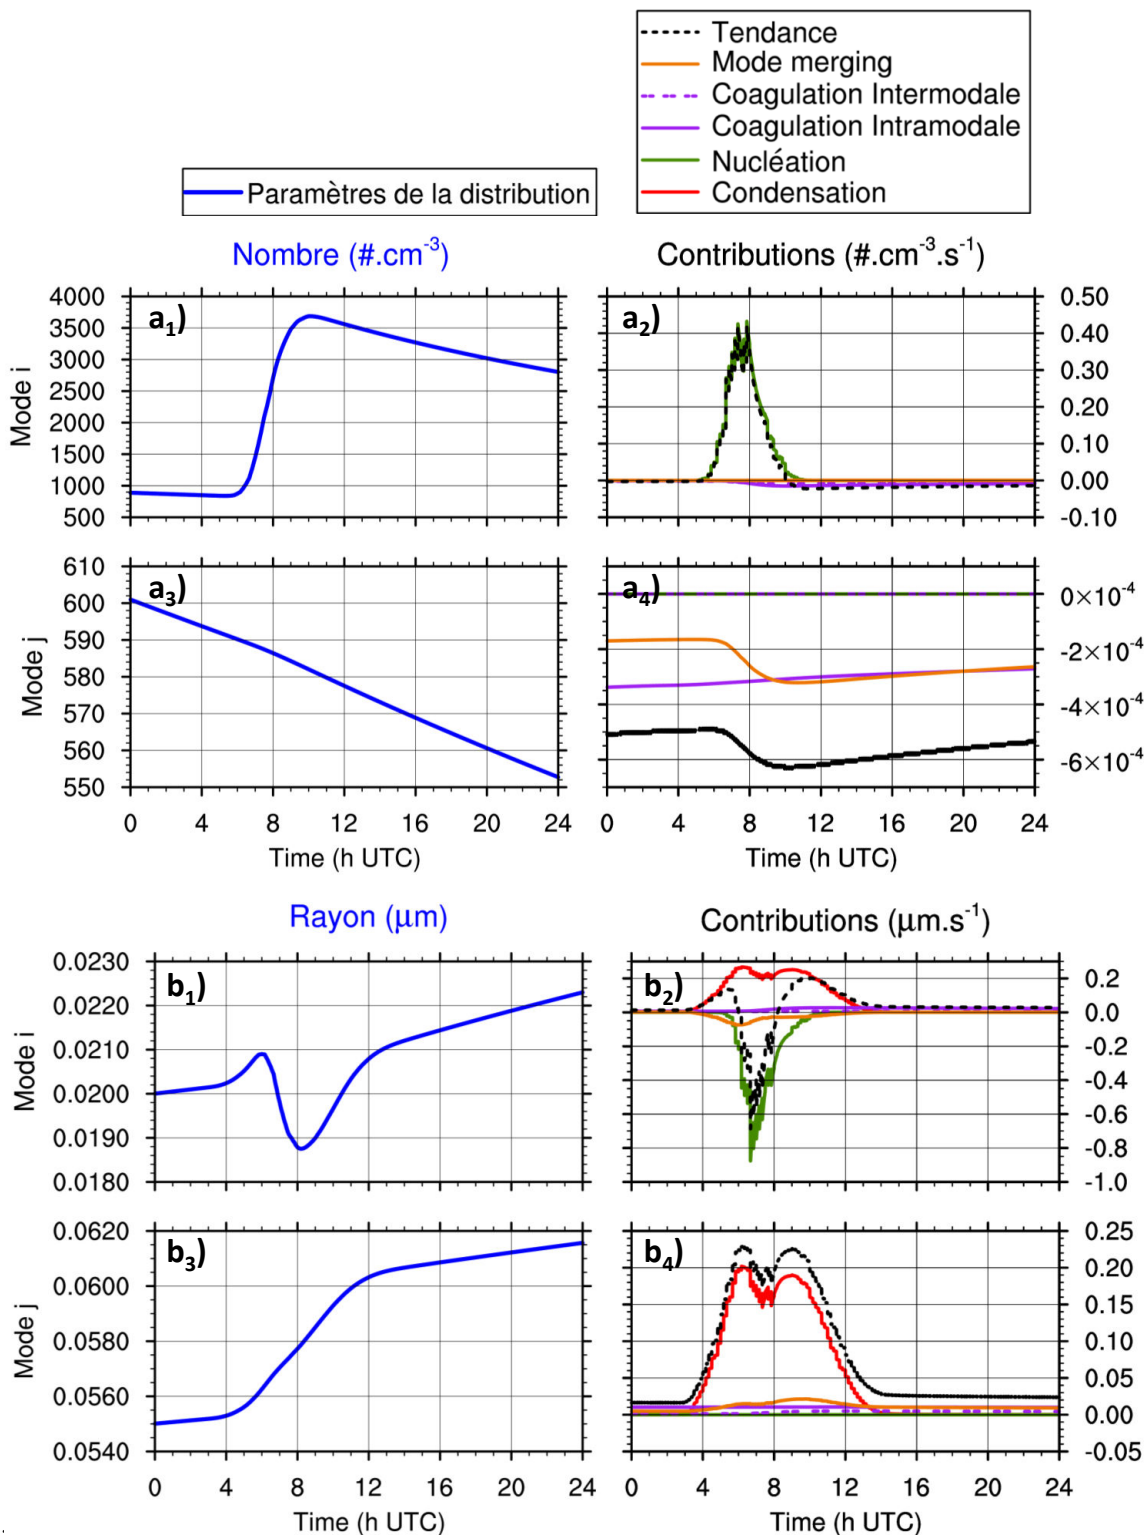 Tendance
Mode merging
Coagulation Intermodale
Coagulation Intramodale
Nucléation
Condensation
Paramètres de la distribution
Nombre (#.cm-3)
Contributions (#.cm-3.s-1)
a1)
4000
3500
3000
2500
2000
1500
1000
500
Mode i
a2)
0.50
0.40
0.30
0.20
0.10
0.00
-0.10
a3)
610
600
590
580
570
560
550
Mode j
0 4 8 12 16 20 24
Time (h UTC)
a4)
0×10-4
-2×10-4
-4×10-4
-6×10-4
0 4 8 12 16 20 24
Time (h UTC)
Rayon (µm)
Contributions (µm.s-1)
b1)
0.0230
0.0220
0.0210
0.0200
0.0190
0.0180
Mode i
b2)
0.2
0.0
-0.2
-0.4
-0.6
-0.8
-1.0
b3)
0.0620
0.0600
0.0580
0.0560
0.0540
Mode j
0 4 8 12 16 20 24
Time (h UTC)
b4)
0.25
0.20
0.15
0.10
0.05
0.00
-0.05
0 4 8 12 16 20 24
Time (h UTC)